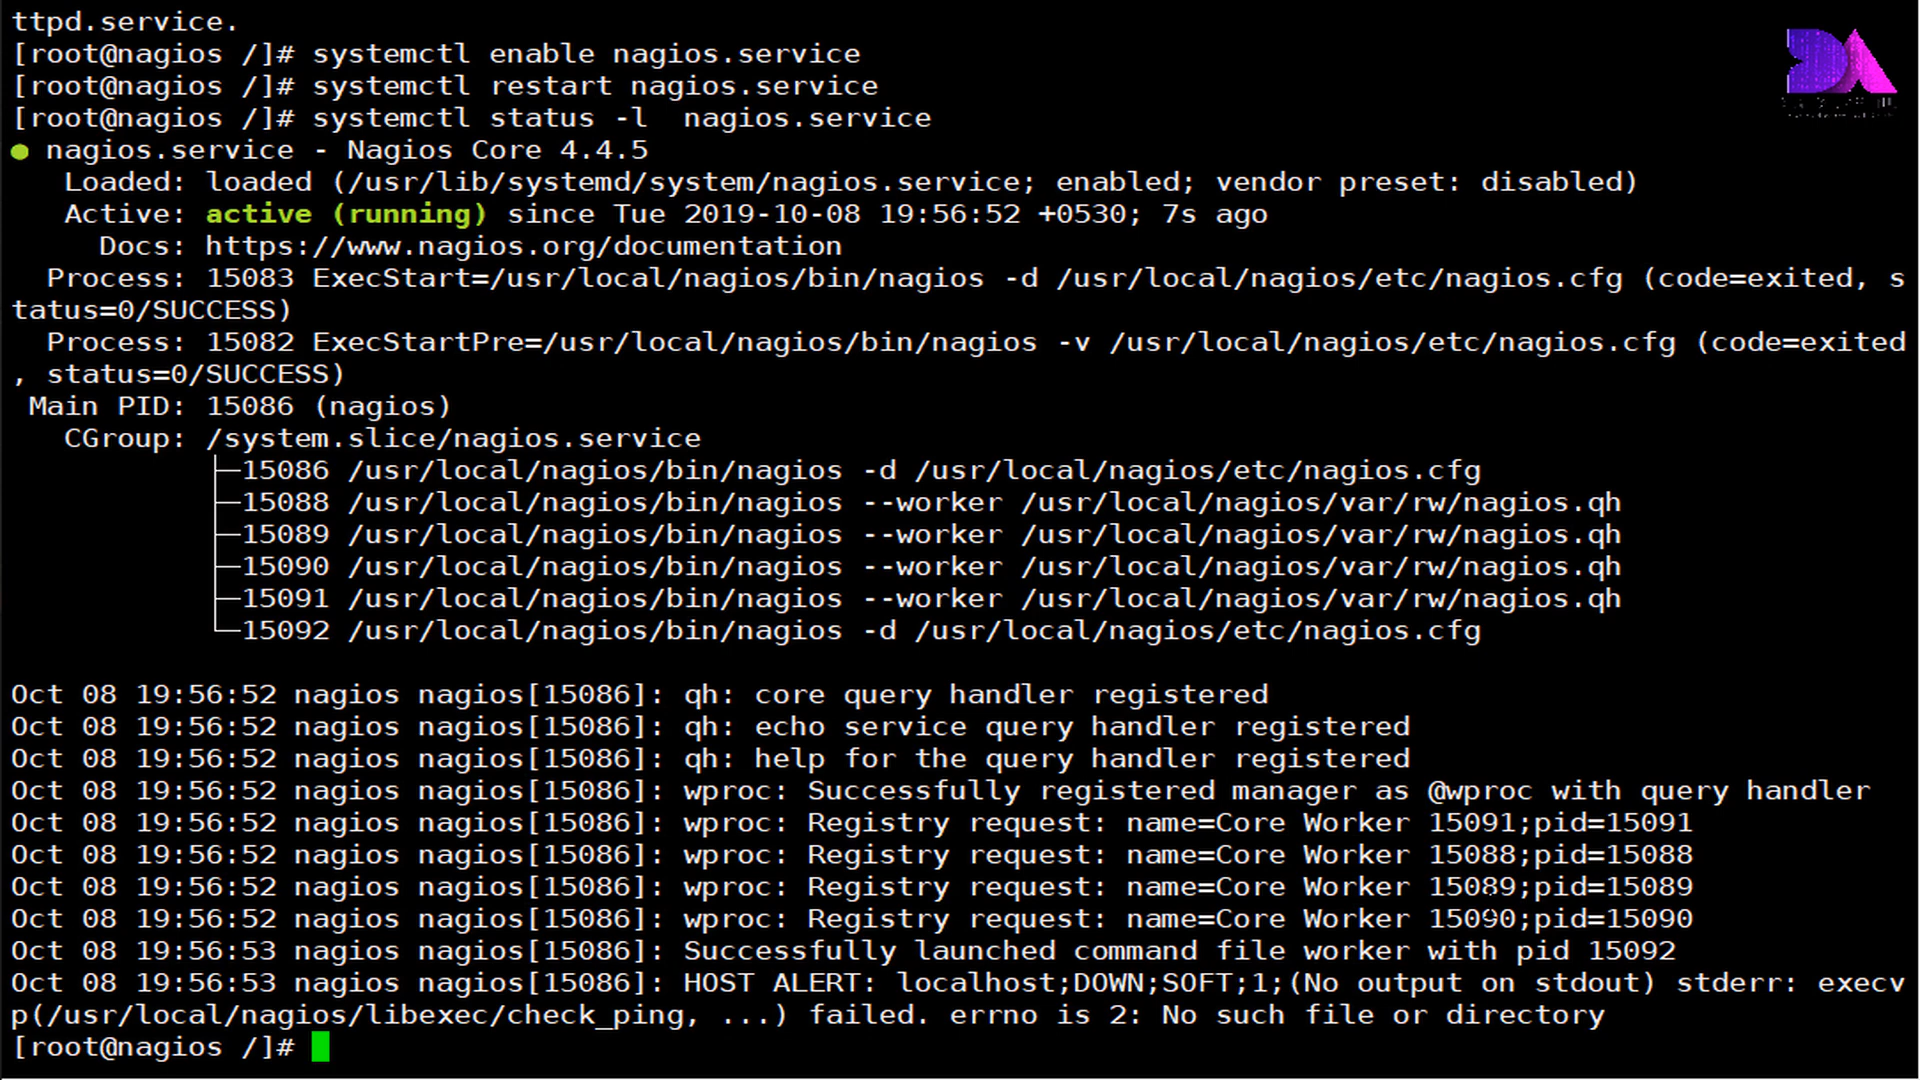 ttpd.service.
[root@nagios /]# systemctl enable nagios.service
[root@nagios /]# systemctl restart nagios.service
[root@nagios /]# systemctl status -l  nagios.service
● nagios.service - Nagios Core 4.4.5
   Loaded: loaded (/usr/lib/systemd/system/nagios.service; enabled; vendor preset: disabled)
   Active: active (running) since Tue 2019-10-08 19:56:52 +0530; 7s ago
     Docs: https://www.nagios.org/documentation
  Process: 15083 ExecStart=/usr/local/nagios/bin/nagios -d /usr/local/nagios/etc/nagios.cfg (code=exited, s
tatus=0/SUCCESS)
  Process: 15082 ExecStartPre=/usr/local/nagios/bin/nagios -v /usr/local/nagios/etc/nagios.cfg (code=exited
, status=0/SUCCESS)
 Main PID: 15086 (nagios)
   CGroup: /system.slice/nagios.service
           ├─15086 /usr/local/nagios/bin/nagios -d /usr/local/nagios/etc/nagios.cfg
           ├─15088 /usr/local/nagios/bin/nagios --worker /usr/local/nagios/var/rw/nagios.qh
           ├─15089 /usr/local/nagios/bin/nagios --worker /usr/local/nagios/var/rw/nagios.qh
           ├─15090 /usr/local/nagios/bin/nagios --worker /usr/local/nagios/var/rw/nagios.qh
           ├─15091 /usr/local/nagios/bin/nagios --worker /usr/local/nagios/var/rw/nagios.qh
           └─15092 /usr/local/nagios/bin/nagios -d /usr/local/nagios/etc/nagios.cfg
Oct 08 19:56:52 nagios nagios[15086]: qh: core query handler registered
Oct 08 19:56:52 nagios nagios[15086]: qh: echo service query handler registered
Oct 08 19:56:52 nagios nagios[15086]: qh: help for the query handler registered
Oct 08 19:56:52 nagios nagios[15086]: wproc: Successfully registered manager as @wproc with query handler
Oct 08 19:56:52 nagios nagios[15086]: wproc: Registry request: name=Core Worker 15091;pid=15091
Oct 08 19:56:52 nagios nagios[15086]: wproc: Registry request: name=Core Worker 15088;pid=15088
Oct 08 19:56:52 nagios nagios[15086]: wproc: Registry request: name=Core Worker 15089;pid=15089
Oct 08 19:56:52 nagios nagios[15086]: wproc: Registry request: name=Core Worker 15090;pid=15090
Oct 08 19:56:53 nagios nagios[15086]: Successfully launched command file worker with pid 15092
Oct 08 19:56:53 nagios nagios[15086]: HOST ALERT: localhost;DOWN;SOFT;1;(No output on stdout) stderr: execv
p(/usr/local/nagios/libexec/check_ping, ...) failed. errno is 2: No such file or directory
[root@nagios /]#